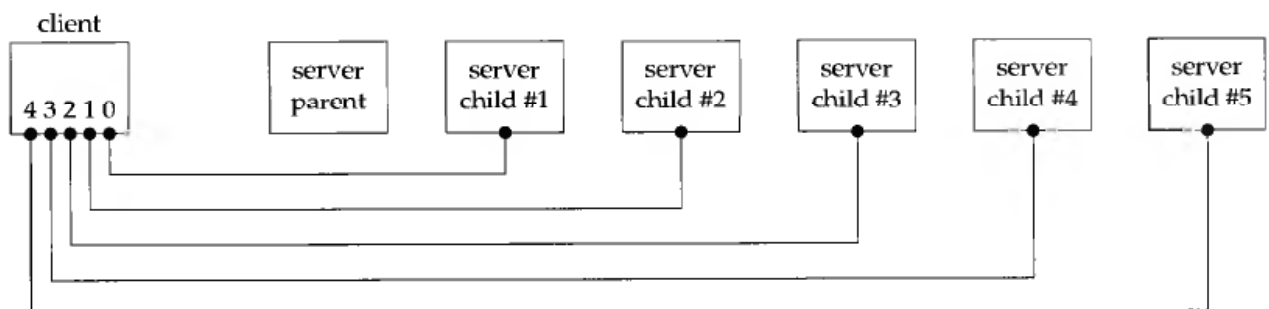 client
4 3 2 1 0
server
parent
server
child #1
server
child #2
server
child #3
server
child #4
server
child #5